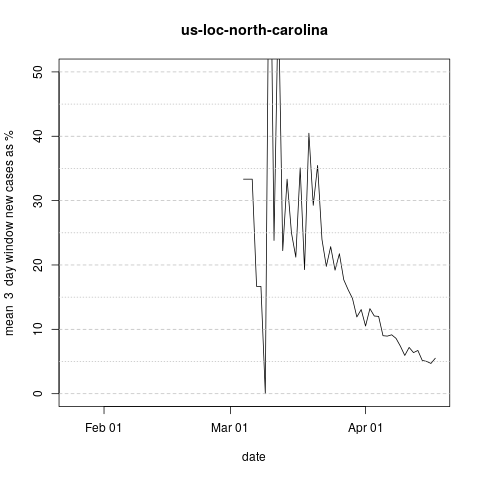 us-loc-north-carolina
mean  3  day window new cases as %
50
40
30
20
10
0
Feb 01
Mar 01
Apr 01
date